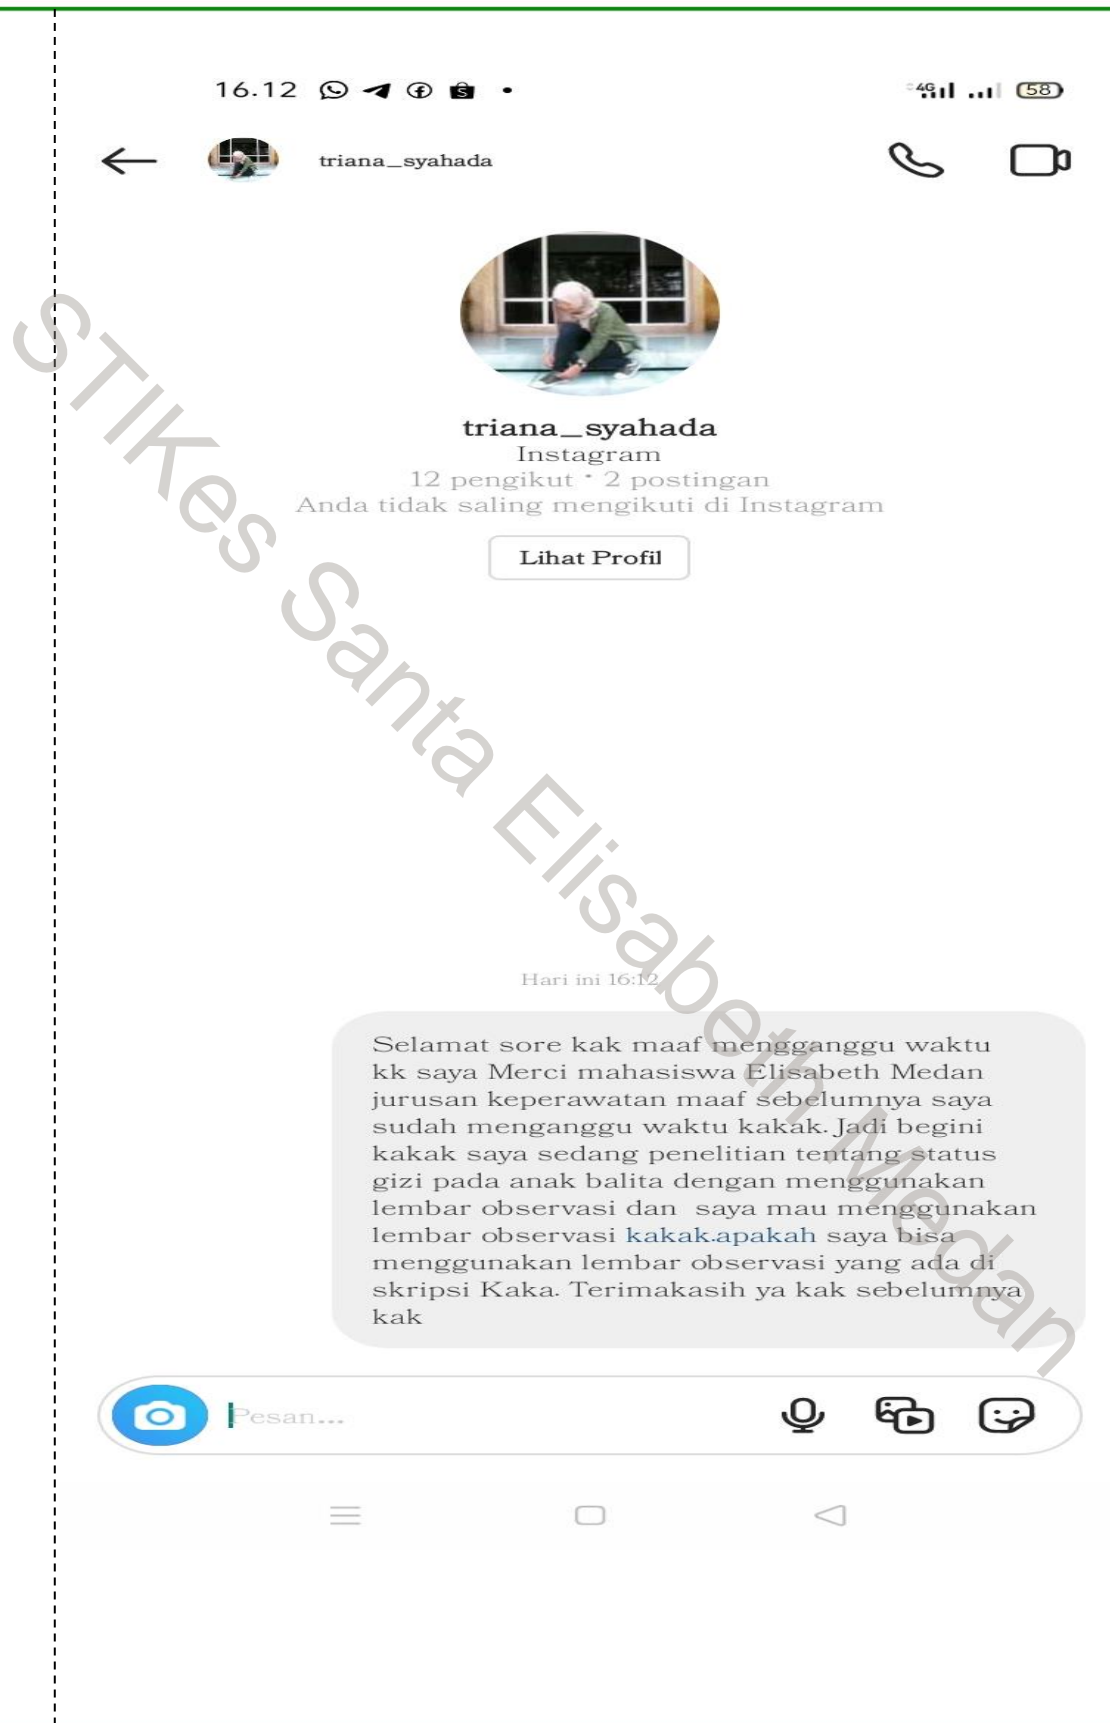 16.12
4G
58
triana_syahada
triana_syahada
Instagram
12 pengikut · 2 postingan
Anda tidak saling mengikuti di Instagram
Lihat Profil
Hari ini 16:12
Selamat sore kak maaf mengganggu waktu
kk saya Merci mahasiswa Elisabeth Medan
jurusan keperawatan maaf sebelumnya saya
sudah menganggu waktu kakak. Jadi begini
kakak saya sedang penelitian tentang status
gizi pada anak balita dengan menggunakan
lembar observasi dan saya mau menggunakan
lembar observasi kakak.apakah saya bisa
menggunakan lembar observasi yang ada di
skripsi Kaka. Terimakasih ya kak sebelumnya
kak
Pesan...
STIKes Santa Elisabeth Medan